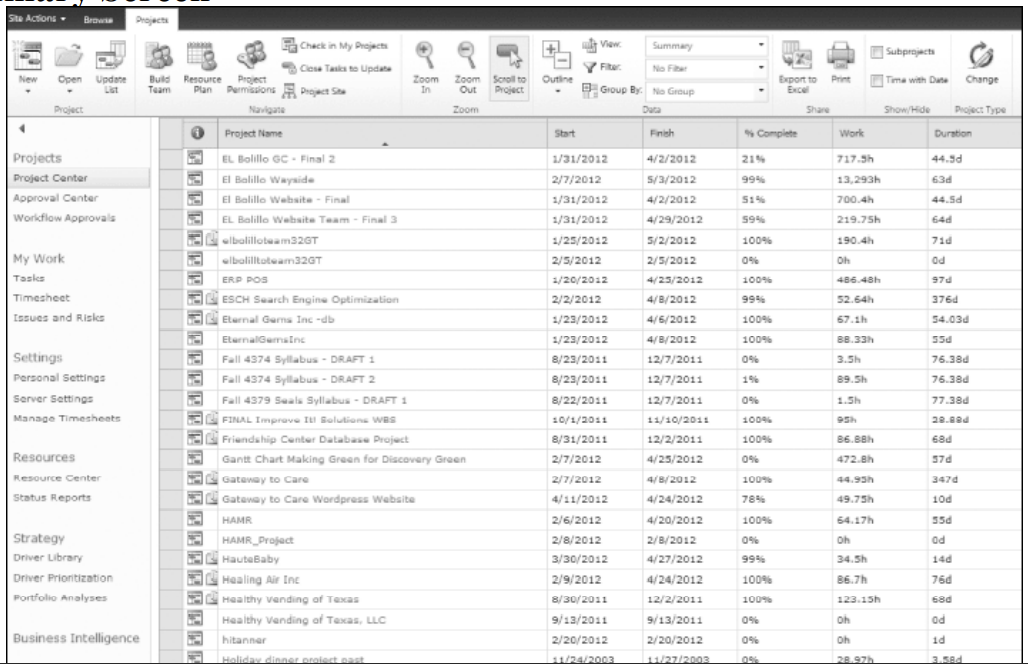 Site Actions Browse Projects
New Open Update List
Build Team Resource Plan Project Permissions
Check in My Projects
Close Tasks to Update
Project Site
Zoom In Zoom Out Scroll to Project
Outline
View: Summary
Filter: No Filter
Group By: No Group
Export to Excel Print
Subprojects
Time with Date
Change
Project Navigate Zoom Data Share Show/Hide Project Type
Projects
Project Center
Approval Center
Workflow Approvals
My Work
Tasks
Timesheet
Issues and Risks
Settings
Personal Settings
Server Settings
Manage Timesheets
Resources
Resource Center
Status Reports
Strategy
Driver Library
Driver Prioritization
Portfolio Analyses
Business Intelligence
Project Name Start Finish % Complete Work Duration
EL Bolillo GC - Final 2 1/31/2012 4/2/2012 21% 717.5h 44.5d
El Bolillo Wayside 2/7/2012 5/3/2012 99% 13,293h 63d
El Bolillo Website - Final 1/31/2012 4/2/2012 51% 700.4h 44.5d
EL Bolillo Website Team - Final 3 1/31/2012 4/29/2012 59% 219.75h 64d
elbolilloteam32GT 1/25/2012 5/2/2012 100% 190.4h 71d
elbolilltoteam32GT 2/5/2012 2/5/2012 0% 0h 0d
ERP POS 1/20/2012 4/25/2012 100% 486.48h 97d
ESCH Search Engine Optimization 2/2/2012 4/8/2012 99% 52.64h 376d
Eternal Gems Inc -db 1/23/2012 4/6/2012 100% 67.1h 54.03d
EternalGemsInc 1/23/2012 4/8/2012 100% 88.33h 55d
Fall 4374 Syllabus - DRAFT 1 8/23/2011 12/7/2011 0% 3.5h 76.38d
Fall 4374 Syllabus - DRAFT 2 8/23/2011 12/7/2011 1% 89.5h 76.38d
Fall 4379 Seals Syllabus - DRAFT 1 8/22/2011 12/7/2011 0% 1.5h 77.38d
FINAL Improve It! Solutions WBS 10/1/2011 11/10/2011 100% 95h 28.88d
Friendship Center Database Project 8/31/2011 12/2/2011 100% 86.88h 68d
Gantt Chart Making Green for Discovery Green 2/7/2012 4/25/2012 0% 472.8h 57d
Gateway to Care 2/7/2012 4/8/2012 100% 44.95h 347d
Gateway to Care Wordpress Website 4/11/2012 4/24/2012 78% 49.75h 10d
HAMR 2/6/2012 4/20/2012 100% 64.17h 55d
HAMR_Project 2/8/2012 2/8/2012 0% 0h 0d
HauteBaby 3/30/2012 4/27/2012 99% 34.5h 14d
Healing Air Inc 2/9/2012 4/24/2012 100% 86.7h 76d
Healthy Vending of Texas 8/30/2011 12/2/2011 100% 123.15h 68d
Healthy Vending of Texas, LLC 9/13/2011 9/13/2011 0% 0h 0d
hitanner 2/20/2012 2/20/2012 0% 0h 1d
Holiday dinner project past 11/24/2003 11/27/2003 0% 28.97h 3.58d